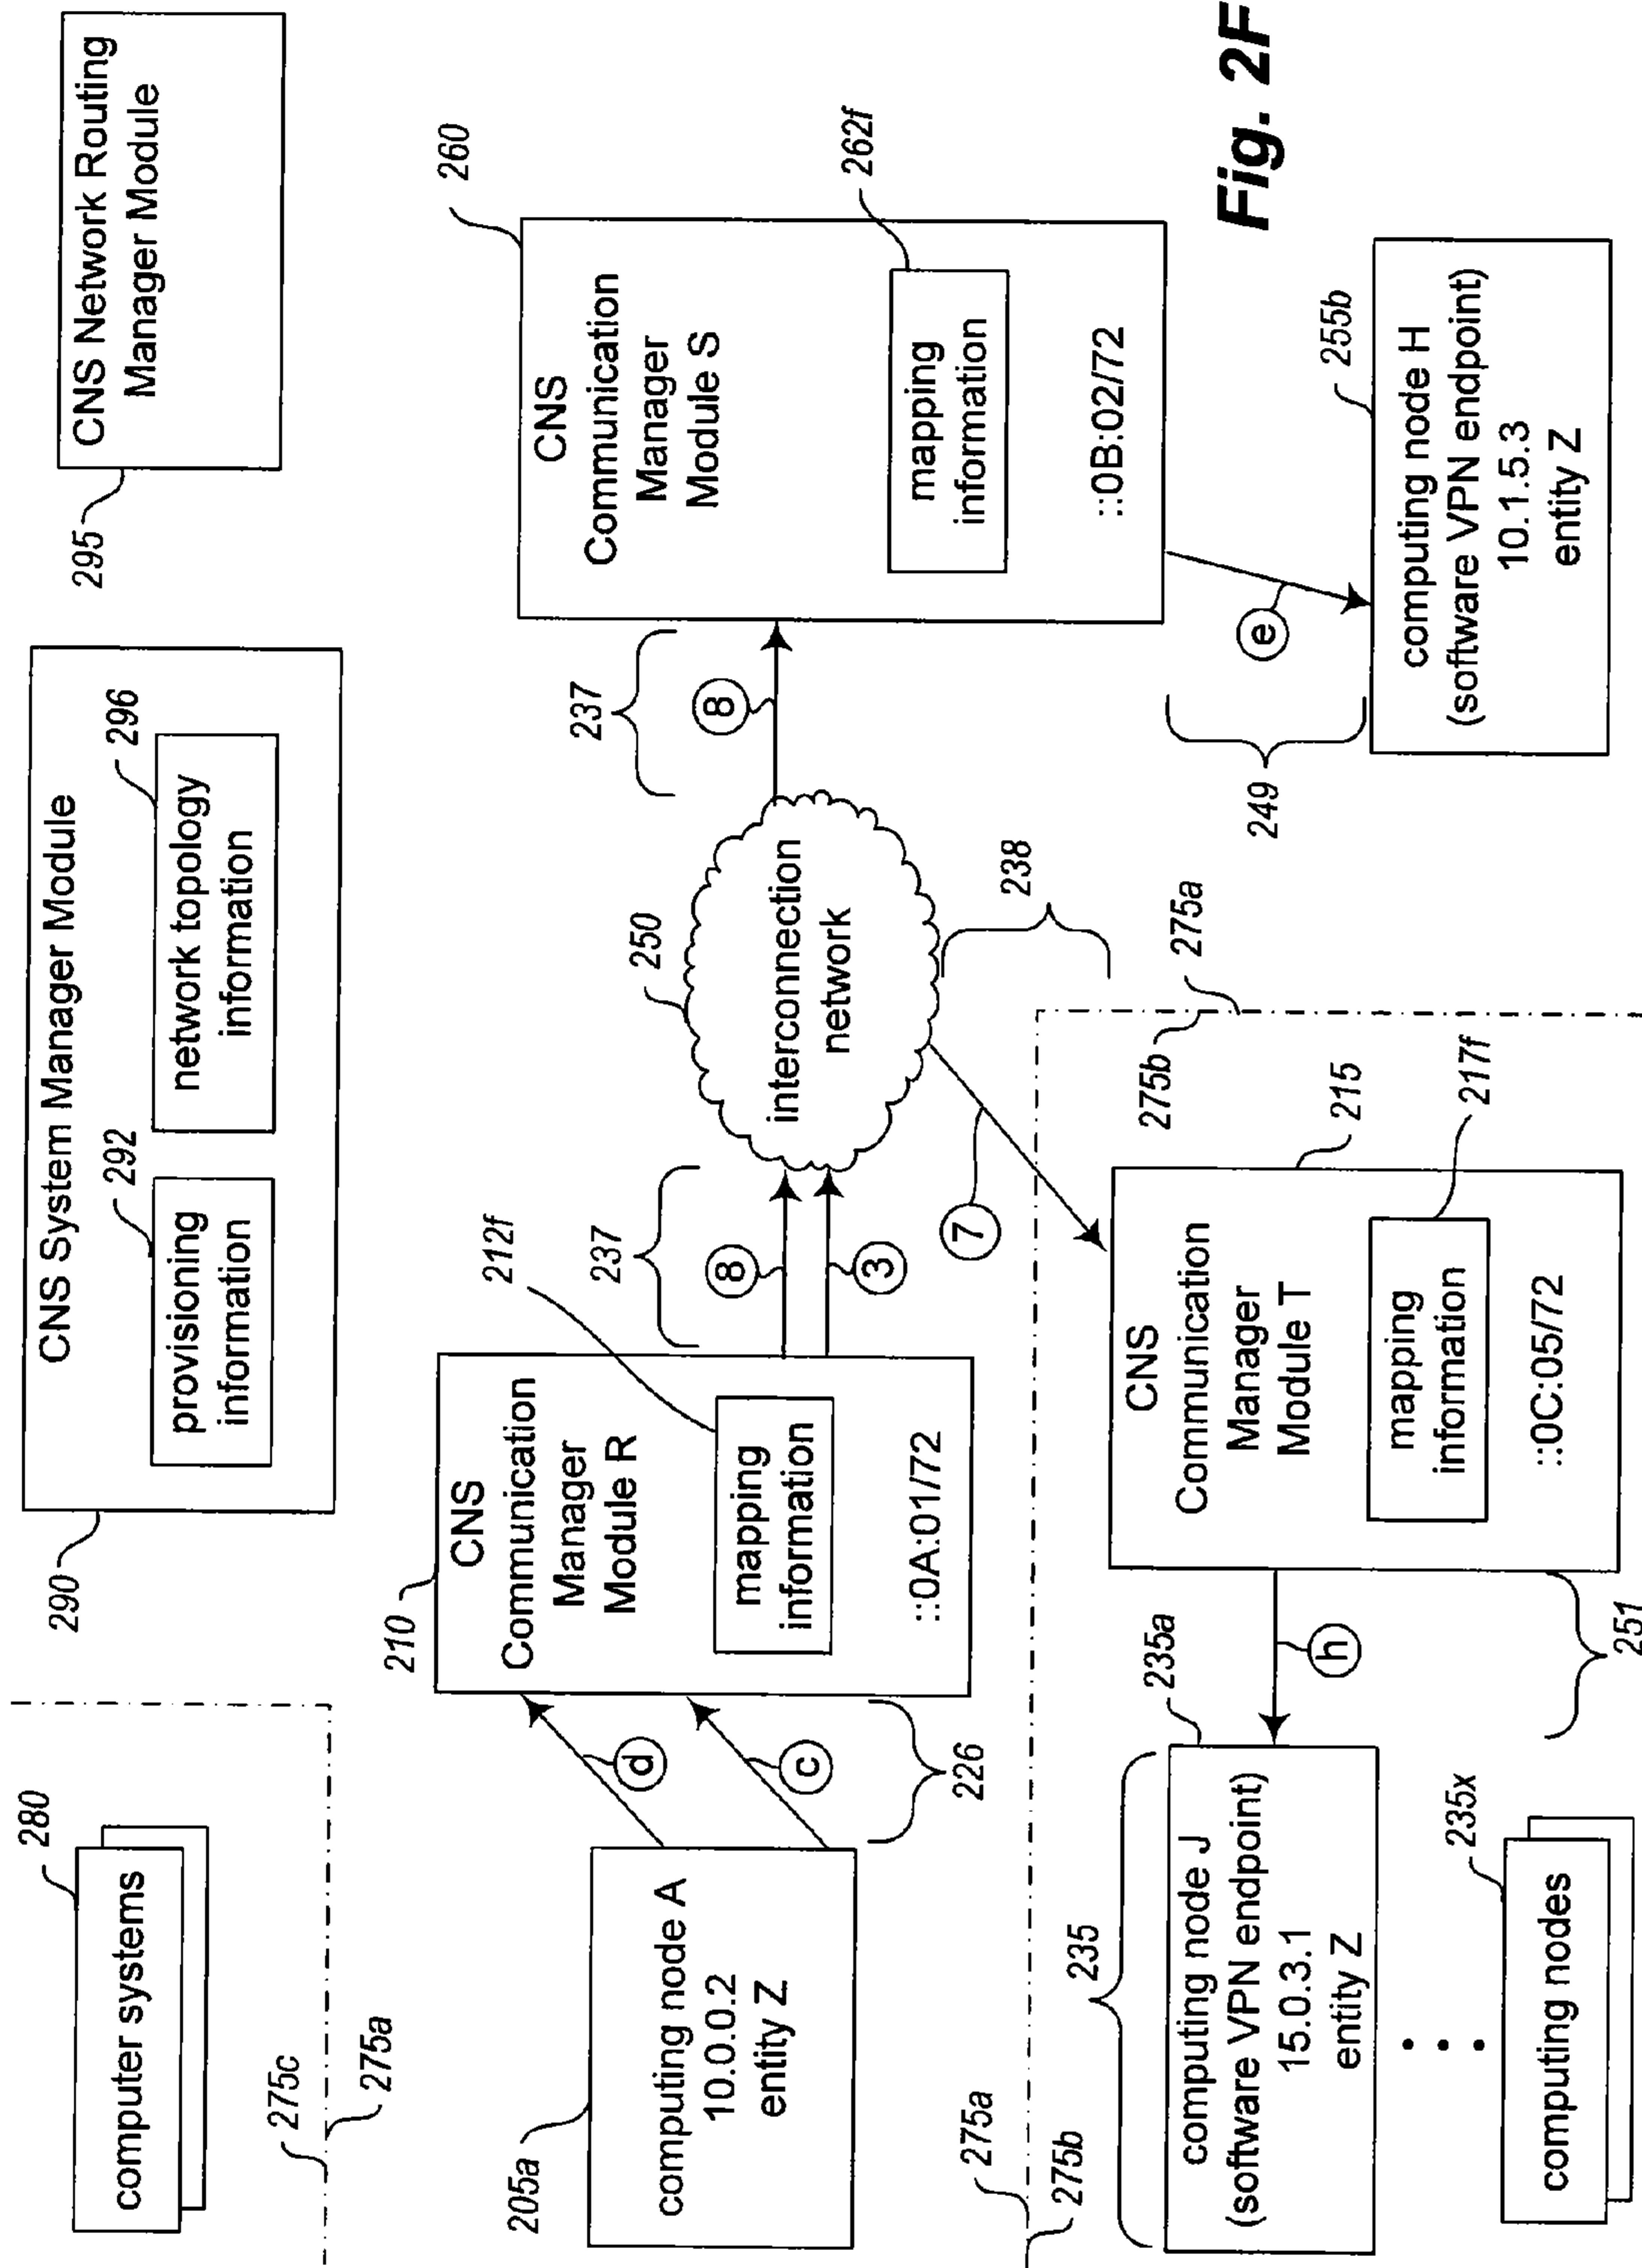 280
computer systems
275c
275a
290
CNS System Manager Module
292
provisioning
information
296
network topology
information
295
CNS Network Routing
Manager Module
205a
computing node A
10.0.0.2
entity Z
d
c
226
210
CNS
Communication
Manager
Module R
mapping
information
::0A:01/72
212f
237
8
3
250
interconnection
network
237
8
260
CNS
Communication
Manager
Module S
262f
mapping
information
::0B:02/72
7
238
249
e
255b
computing node H
(software VPN endpoint)
10.1.5.3
entity Z
275a
275b
275b
275a
235
235a
computing node J
(software VPN endpoint)
15.0.3.1
entity Z
235x
computing nodes
h
251
215
CNS
Communication
Manager
Module T
217f
mapping
information
::0C:05/72
Fig. 2F